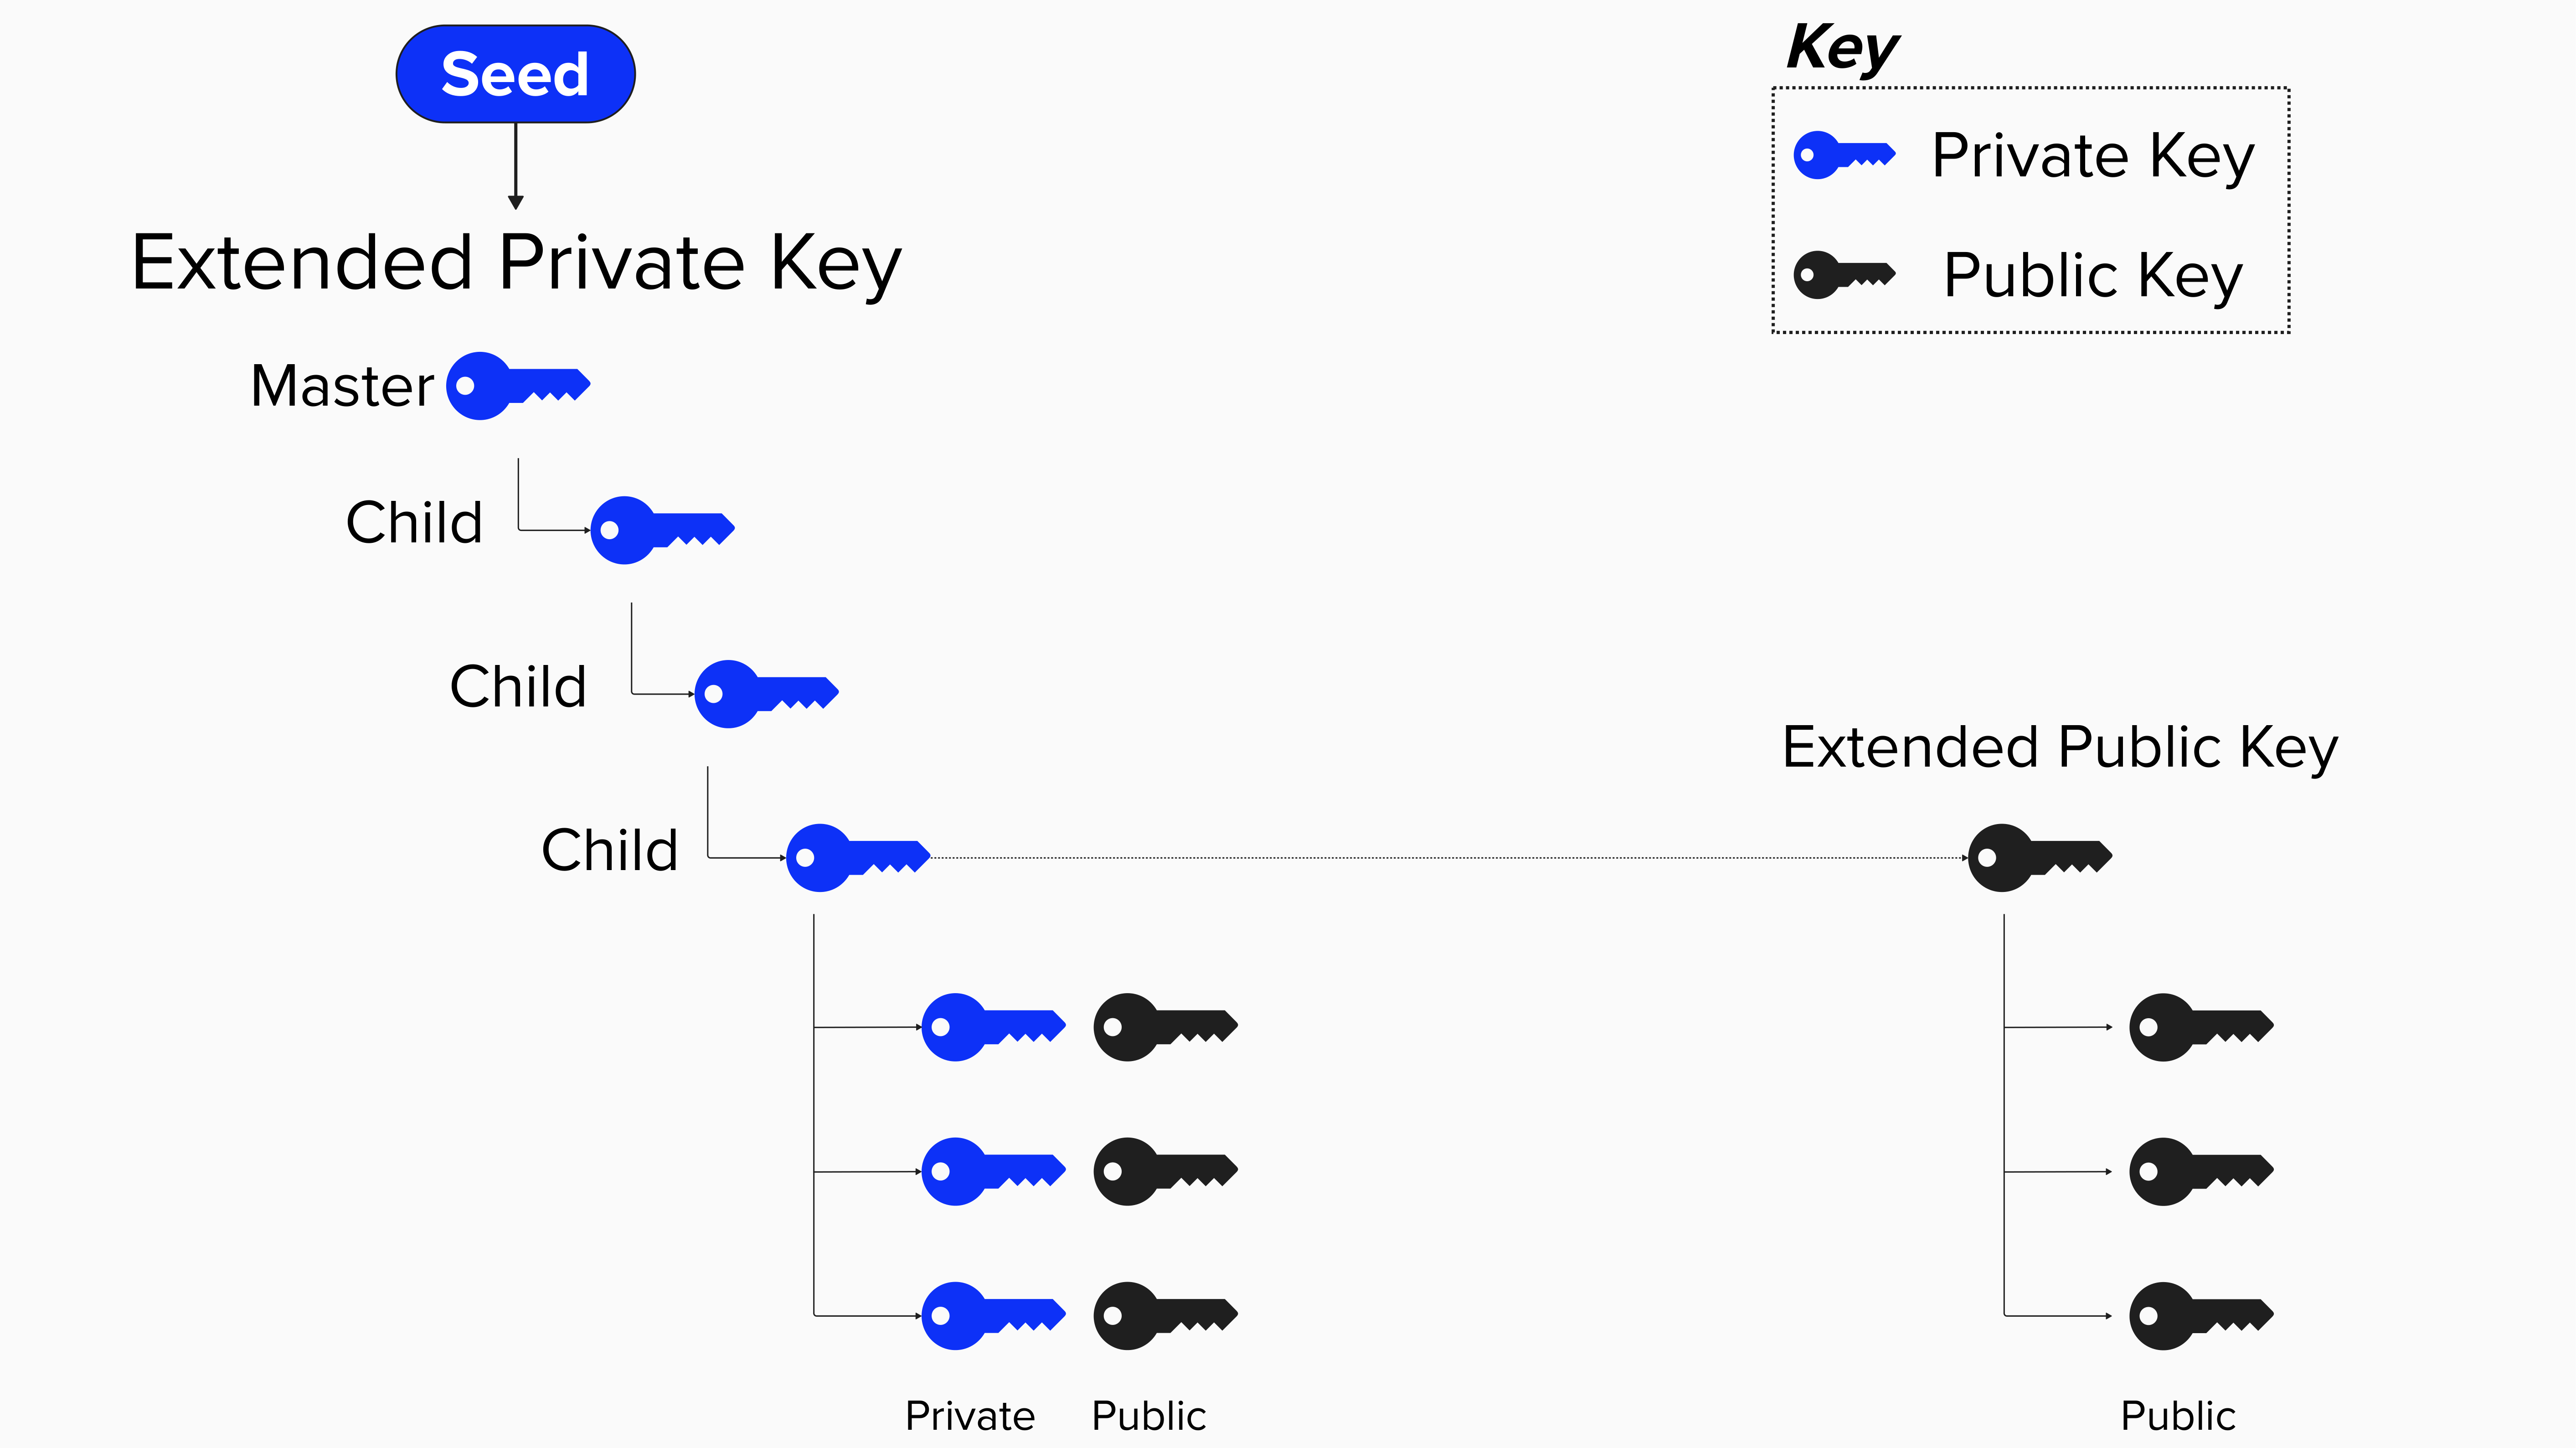 Seed
Key
Private Key
Public Key
Extended Private Key
Master
Child
Child
Extended Public Key
Child
Private
Public
Public